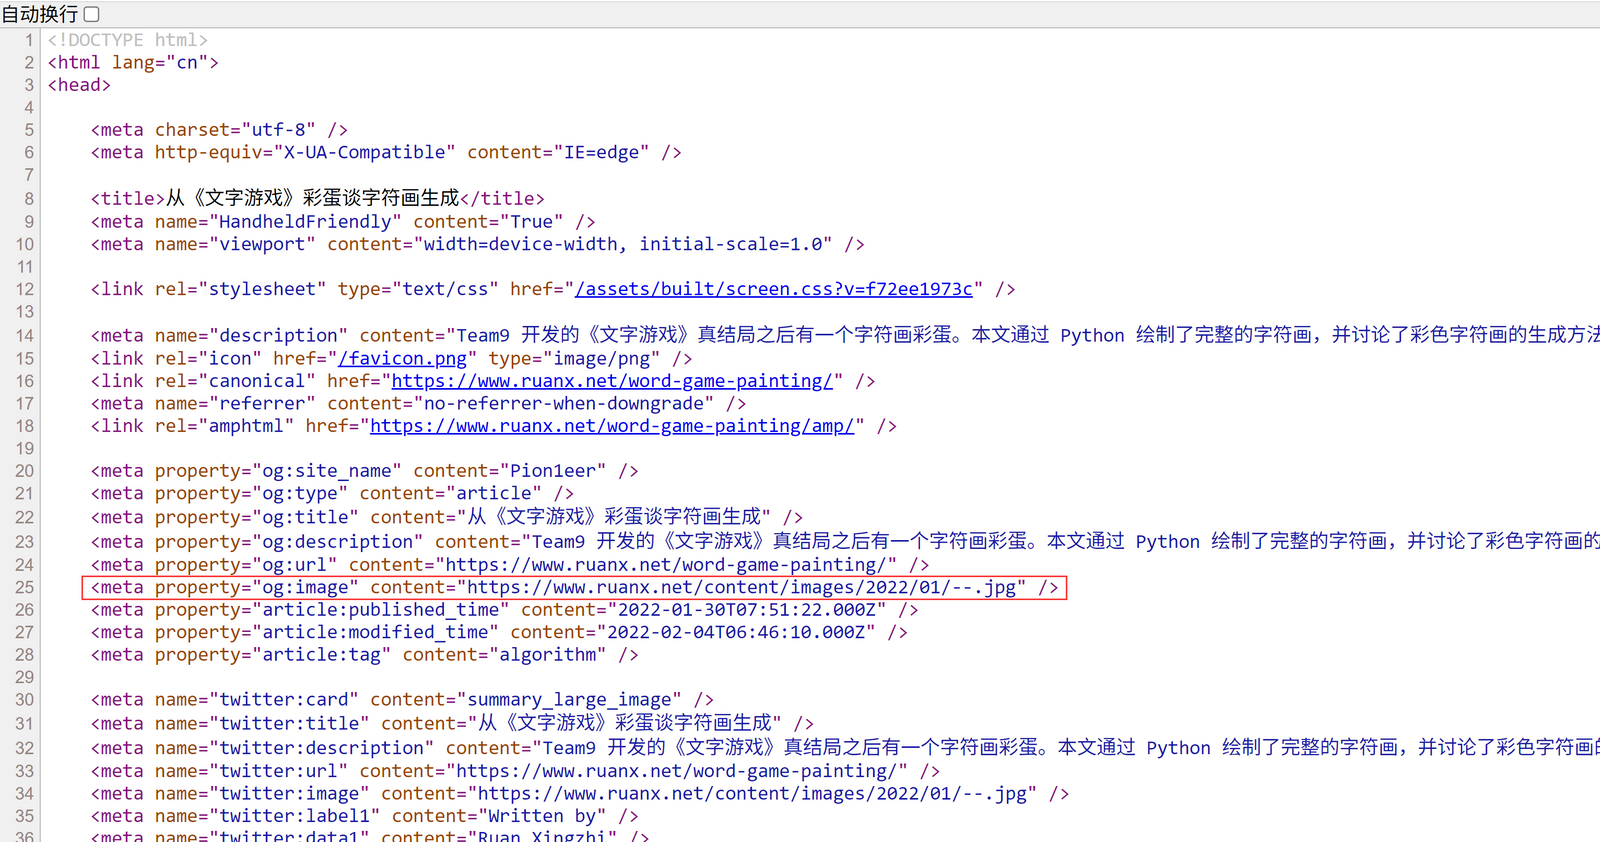 自动换行
1 <!DOCTYPE html>
2 <html lang="cn">
3 <head>
4
5 <meta charset="utf-8" />
6 <meta http-equiv="X-UA-Compatible" content="IE=edge" />
7
8 <title>从《文字游戏》彩蛋谈字符画生成</title>
9 <meta name="HandheldFriendly" content="True" />
10 <meta name="viewport" content="width=device-width, initial-scale=1.0" />
11
12 <link rel="stylesheet" type="text/css" href="/assets/built/screen.css?v=f72ee1973c" />
13
14 <meta name="description" content="Team9 开发的《文字游戏》真结局之后有一个字符画彩蛋。本文通过 Python 绘制了完整的字符画，并讨论了彩色字符画的生成方法
15 <link rel="icon" href="/favicon.png" type="image/png" />
16 <link rel="canonical" href="https://www.ruanx.net/word-game-painting/" />
17 <meta name="referrer" content="no-referrer-when-downgrade" />
18 <link rel="amphtml" href="https://www.ruanx.net/word-game-painting/amp/" />
19
20 <meta property="og:site_name" content="Pion1eer" />
21 <meta property="og:type" content="article" />
22 <meta property="og:title" content="从《文字游戏》彩蛋谈字符画生成" />
23 <meta property="og:description" content="Team9 开发的《文字游戏》真结局之后有一个字符画彩蛋。本文通过 Python 绘制了完整的字符画，并讨论了彩色字符画的
24 <meta property="og:url" content="https://www.ruanx.net/word-game-painting/" />
25 <meta property="og:image" content="https://www.ruanx.net/content/images/2022/01/--.jpg" />
26 <meta property="article:published_time" content="2022-01-30T07:51:22.000Z" />
27 <meta property="article:modified_time" content="2022-02-04T06:46:10.000Z" />
28 <meta property="article:tag" content="algorithm" />
29
30 <meta name="twitter:card" content="summary_large_image" />
31 <meta name="twitter:title" content="从《文字游戏》彩蛋谈字符画生成" />
32 <meta name="twitter:description" content="Team9 开发的《文字游戏》真结局之后有一个字符画彩蛋。本文通过 Python 绘制了完整的字符画，并讨论了彩色字符画
33 <meta name="twitter:url" content="https://www.ruanx.net/word-game-painting/" />
34 <meta name="twitter:image" content="https://www.ruanx.net/content/images/2022/01/--.jpg" />
35 <meta name="twitter:label1" content="Written by" />
36 <meta name="twitter:data1" content="Ruan Xingzhi" />